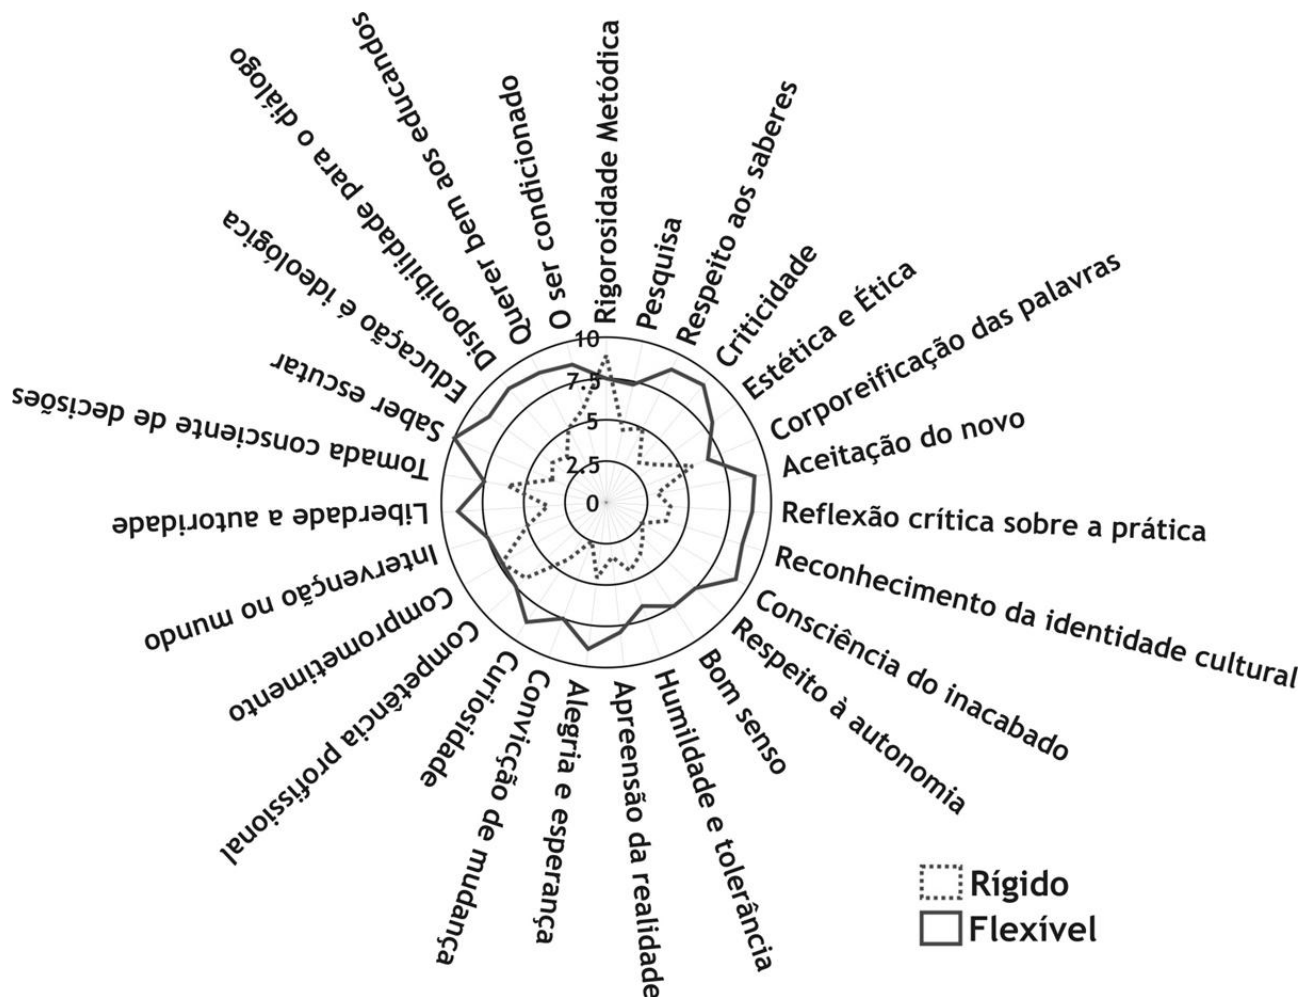 Rigorosidade Metódica
Pesquisa
Respeito aos saberes
Criticidade
Estética e Ética
Corporeificação das palavras
Aceitação do novo
Reflexão crítica sobre a prática
Reconhecimento da identidade cultural
Consciência do inacabado
Respeito à autonomia
Bom senso
Humildade e tolerância
Apreensão da realidade
Alegria e esperança
Convicção de mudança
Curiosidade
Competência profissional
Comprometimento
Intervenção no mundo
Liberdade a autoridade
Tomada consciente de decisões
Saber escutar
Educação é ideológica
Disponibilidade para o diálogo
Querer bem aos educandos
O ser condicionado
10
7.5
5
2.5
0
Rígido
Flexível